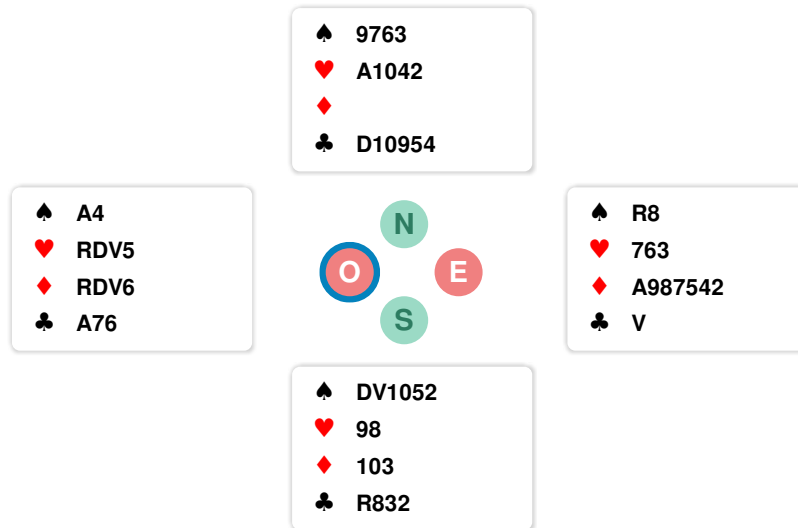 ♠ 9763
♥ A1042
♦
♣ D10954
♠ A4
♥ RDV5
♦ RDV6
♣ A76
N
O E
S
♠ R8
♥ 763
♦ A987542
♣ V
♠ DV1052
♥ 98
♦ 103
♣ R832